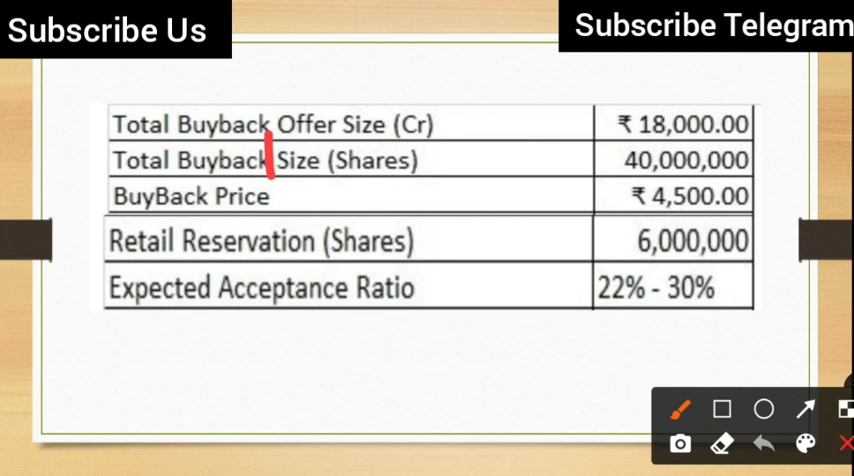 Subscribe Us
Subscribe Telegram
Total Buyback Offer Size (Cr) ₹ 18,000.00
Total Buyback Size (Shares) 40,000,000
BuyBack Price ₹ 4,500.00
Retail Reservation (Shares) 6,000,000
Expected Acceptance Ratio 22% - 30%